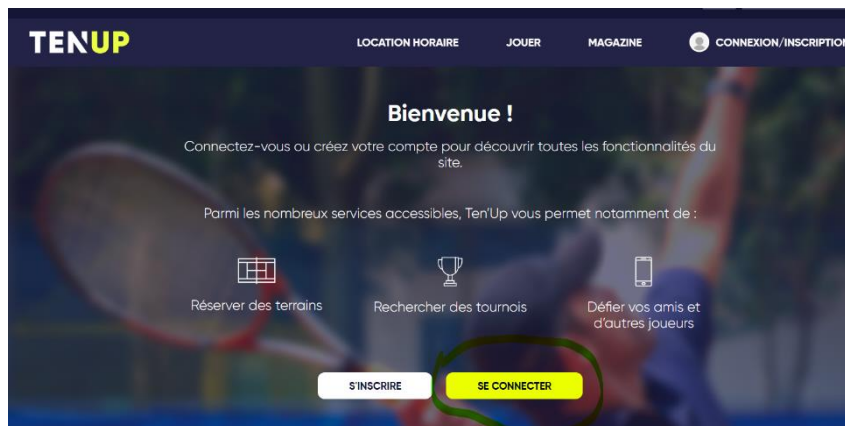 TEN'UP
LOCATION HORAIRE JOUER MAGAZINE CONNEXION/INSCRIPTION
Bienvenue !
Connectez-vous ou créez votre compte pour découvrir toutes les fonctionnalités du
site.
Parmi les nombreux services accessibles, Ten'Up vous permet notamment de :
Réserver des terrains
Rechercher des tournois
Défier vos amis et
d'autres joueurs
S'INSCRIRE
SE CONNECTER